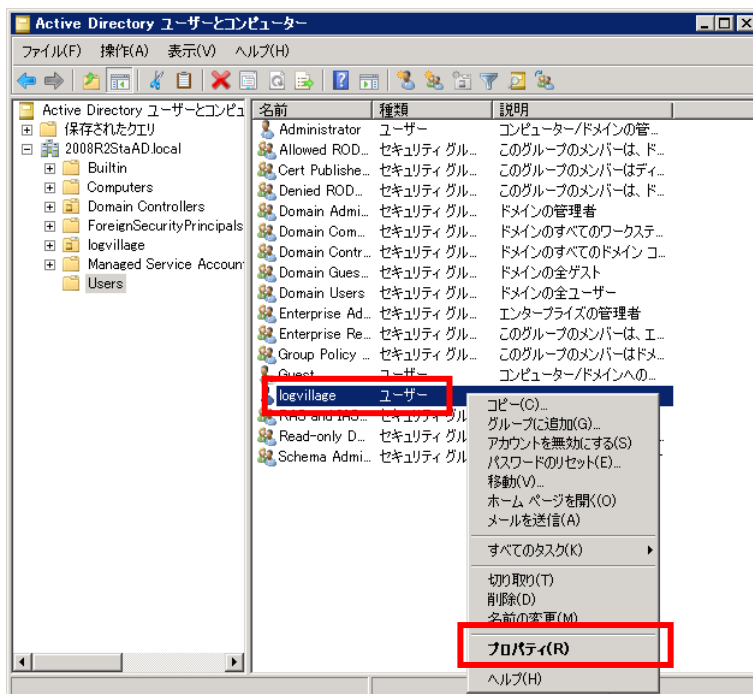 Active Directory ユーザーとコンピューター
ファイル(F) 操作(A) 表示(V) ヘルプ(H)
Active Directory ユーザーとコンピュ
保存されたクエリ
2008R2StaAD.local
Builtin
Computers
Domain Controllers
ForeignSecurityPrincipals
logvillage
Managed Service Accoun
Users
名前 種類 説明
Administrator ユーザー コンピューター/ドメインの管...
Allowed ROD... セキュリティ グル... このグループのメンバーは、ド...
Cert Publishe... セキュリティ グル... このグループのメンバーはディ...
Denied ROD... セキュリティ グル... このグループのメンバーは、ド...
Domain Admi... セキュリティ グル... ドメインの管理者
Domain Com... セキュリティ グル... ドメインのすべてのワークステ...
Domain Contr... セキュリティ グル... ドメインのすべてのドメイン コ...
Domain Gues... セキュリティ グル... ドメインの全ゲスト
Domain Users セキュリティ グル... ドメインの全ユーザー
Enterprise Ad... セキュリティ グル... エンタープライズの管理者
Enterprise Re... セキュリティ グル... このグループのメンバーは、エ...
Group Policy ... セキュリティ グル... このグループのメンバーはドメ...
Guest ユーザー コンピューター/ドメインへの...
logvillage ユーザー
RAS and IAS... セキュリティ グル
Read-only D... セキュリティ グル
Schema Admi... セキュリティ グル
コピー(C)...
グループに追加(G)...
アカウントを無効にする(S)
パスワードのリセット(E)...
移動(V)...
ホーム ページを開く(O)
メールを送信(A)
すべてのタスク(K)
切り取り(T)
削除(D)
名前の変更(M)
プロパティ(R)
ヘルプ(H)